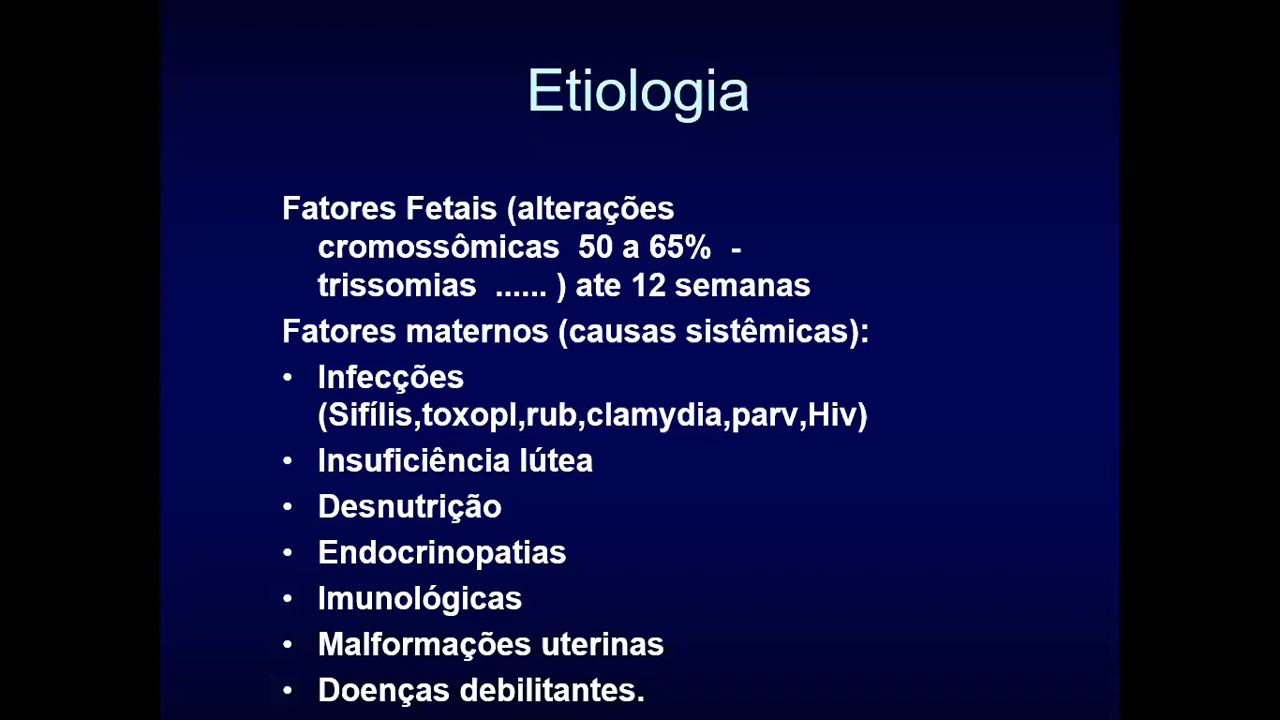 Etiologia
Fatores Fetais (alterações
cromossômicas 50 a 65% -
trissomias ...... ) ate 12 semanas
Fatores maternos (causas sistêmicas):
• Infecções
(Sifílis,toxopl,rub,clamydia,parv,Hiv)
• Insuficiência lútea
• Desnutrição
• Endocrinopatias
• Imunológicas
• Malformações uterinas
• Doenças debilitantes.